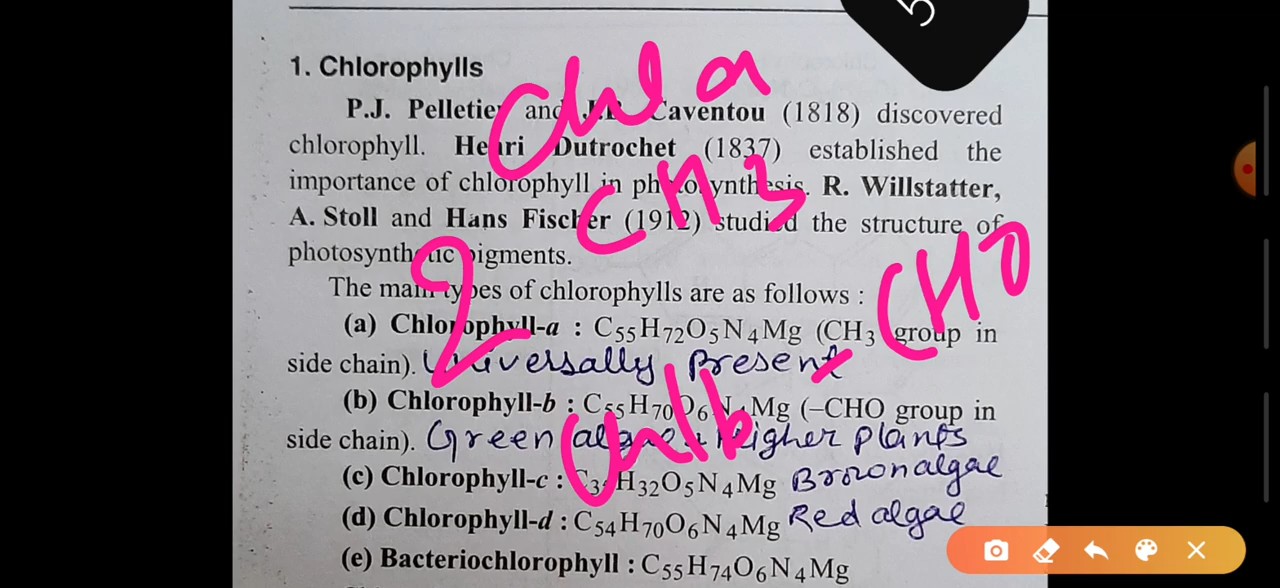 5
1. Chlorophylls
Chl a
P.J. Pelletier and J.B. Caventou (1818) discovered
chlorophyll. Henri Dutrochet (1837) established the
CH3
importance of chlorophyll in photosynthesis. R. Willstatter,
A. Stoll and Hans Fischer (1912) studied the structure of
photosynthetic pigments.
2
-CHO
The main types of chlorophylls are as follows :
(a) Chlorophyll-a : C55H72O5N4Mg (CH3 group in
side chain). Universally present
(b) Chlorophyll-b : C55H70O6N4Mg (–CHO group in
side chain). Green algae & Higher plants
Chl b
(c) Chlorophyll-c : C35H32O5N4Mg Brown algae
(d) Chlorophyll-d : C54H70O6N4Mg Red algae
(e) Bacteriochlorophyll : C55H74O6N4Mg